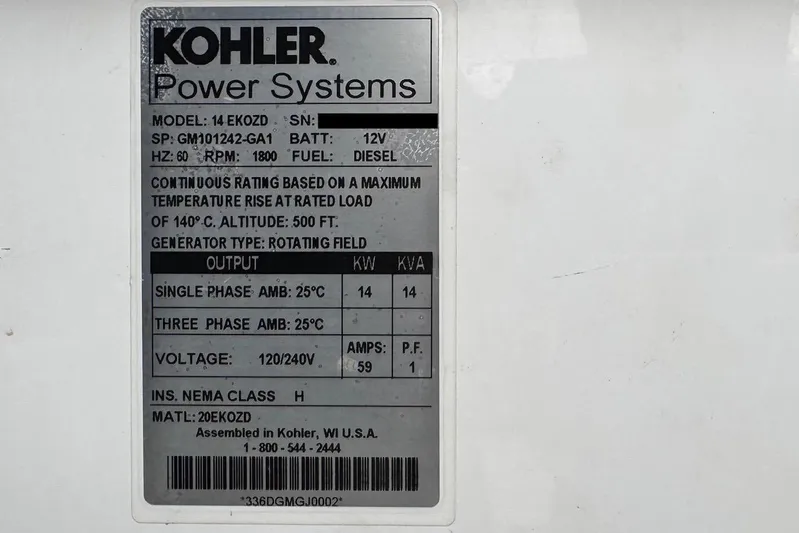 KOHLER®
Power Systems
MODEL: 14 EKOZD SN:
SP: GM101242-GA1 BATT: 12V
HZ: 60 RPM: 1800 FUEL: DIESEL
CONTINUOUS RATING BASED ON A MAXIMUM
TEMPERATURE RISE AT RATED LOAD
OF 140° C. ALTITUDE: 500 FT.
GENERATOR TYPE: ROTATING FIELD
OUTPUT KW KVA
SINGLE PHASE AMB: 25°C 14 14
THREE PHASE AMB: 25°C
VOLTAGE: 120/240V AMPS: 59 P.F. 1
INS. NEMA CLASS H
MATL: 20EKOZD
Assembled in Kohler, WI U.S.A.
1 - 800 - 544 - 2444
*336DGMGJ0002*